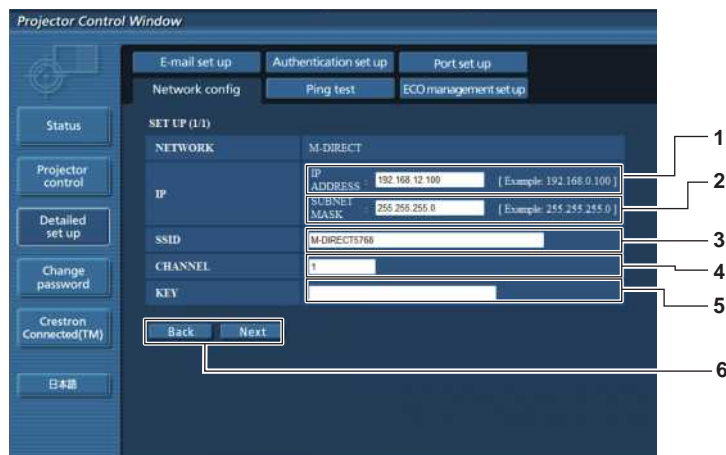 Projector Control Window
E-mail set up
Authentication set up
Port set up
Network config
Ping test
ECO management set up
Status
Projector control
Detailed set up
Change password
Crestron Connected(TM)
日本語
SET UP (1/1)
NETWORK
M-DIRECT
IP
IP ADDRESS : 192.168.12.100 [ Example: 192.168.0.100 ]
SUBNET MASK : 255.255.255.0 [ Example: 255.255.255.0 ]
SSID
M-DIRECT5768
CHANNEL
1
KEY
Back
Next
1
2
3
4
5
6